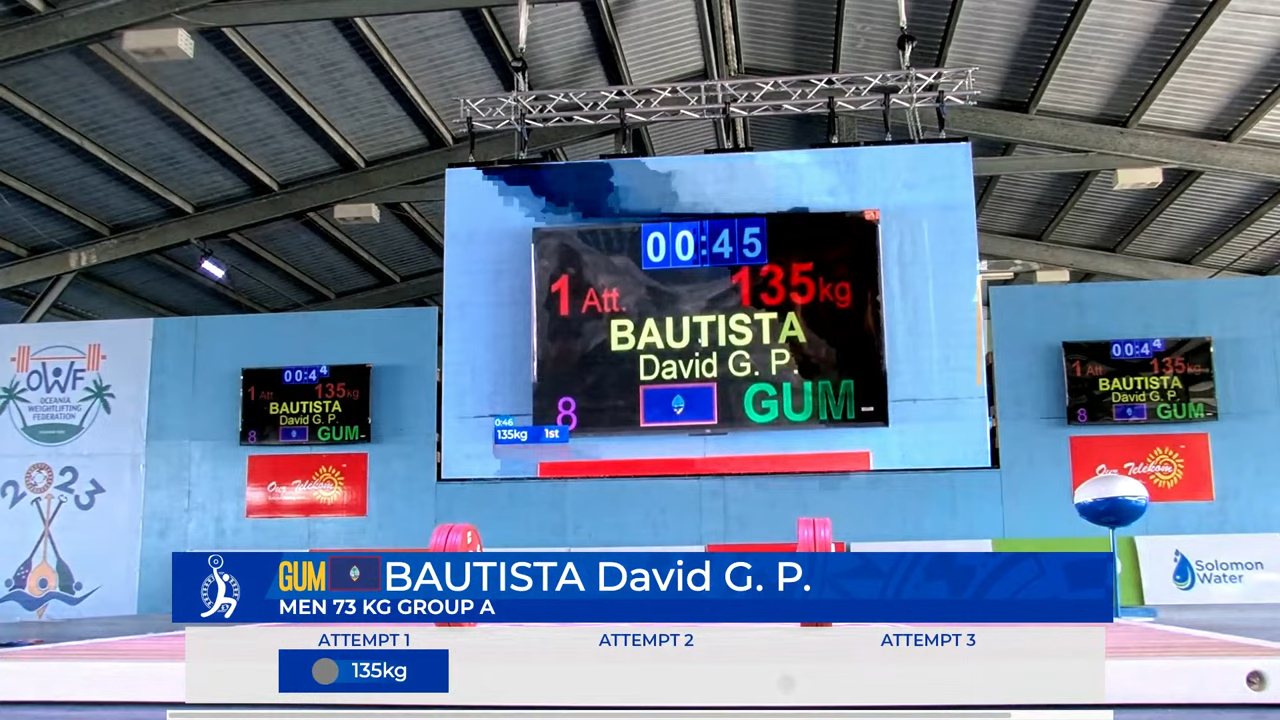 00:45
1 Att. 135kg
BAUTISTA
David G. P.
8 GUM
0:46
135kg 1st
00:44
1 Att 135kg
BAUTISTA
David G. P.
8 GUM
00:44
1 Att 135kg
BAUTISTA
David G. P.
8 GUM
OWF
OCEANIA
WEIGHTLIFTING
FEDERATION
2023
Our Telekom
Our Telekom
Solomon
Water
GUM BAUTISTA David G. P.
MEN 73 KG GROUP A
ATTEMPT 1 ATTEMPT 2 ATTEMPT 3
135kg